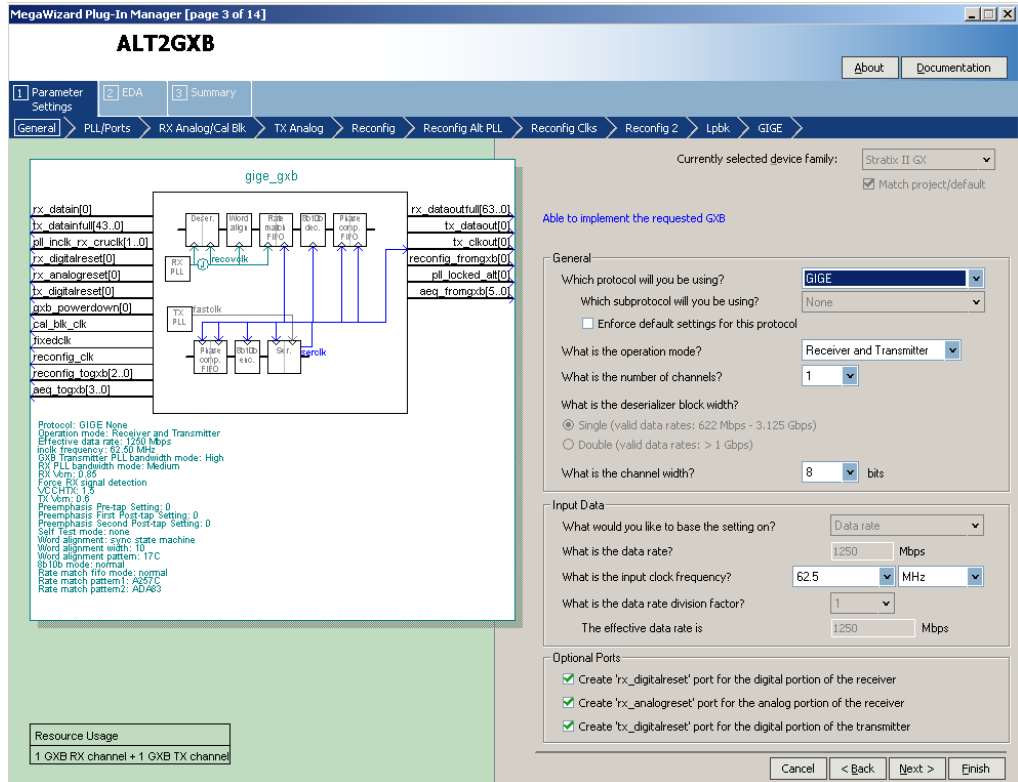 MegaWizard Plug-In Manager [page 3 of 14]
ALT2GXB
About
Documentation
1 Parameter Settings
2 EDA
3 Summary
General
PLL/Ports
RX Analog/Cal Blk
TX Analog
Reconfig
Reconfig Alt PLL
Reconfig Clks
Reconfig 2
Lpbk
GIGE
gige_gxb
rx_datain[0]
tx_datainfull[43..0]
pll_inclk_rx_cruclk[1..0]
rx_digitalreset[0]
rx_analogreset[0]
tx_digitalreset[0]
gxb_powerdown[0]
cal_blk_clk
fixedclk
reconfig_clk
reconfig_togxb[2..0]
aeq_togxb[3..0]
Deser.
Word align
Rate match FIFO
8b10b dec.
Phase comp. FIFO
RX PLL
recovclk
TX PLL
fastclk
Phase comp. FIFO
8b10b enc.
Ser.
serclk
rx_dataoutfull[63..0]
tx_dataout[0]
tx_clkout[0]
reconfig_fromgxb[0]
pll_locked_alt[0]
aeq_fromgxb[5..0]
Protocol: GIGE None
Operation mode: Receiver and Transmitter
Effective data rate: 1250 Mbps
inclk frequency: 62.50 MHz
GXB Transmitter PLL bandwidth mode: High
RX PLL bandwidth mode: Medium
RX Vcm: 0.85
Force RX signal detection
VCCHTX: 1.5
TX Vcm: 0.6
Preemphasis Pre-tap Setting: 0
Preemphasis First Post-tap Setting: 0
Preemphasis Second Post-tap Setting: 0
Self Test mode: none
Word alignment: sync state machine
Word alignment width: 10
Word alignment pattern: 17C
8b10b mode: normal
Rate match fifo mode: normal
Rate match pattern1: A257C
Rate match pattern2: ADA83
Resource Usage
1 GXB RX channel + 1 GXB TX channel
Currently selected device family:
Stratix II GX
Match project/default
Able to implement the requested GXB
General
Which protocol will you be using?
GIGE
Which subprotocol will you be using?
None
Enforce default settings for this protocol
What is the operation mode?
Receiver and Transmitter
What is the number of channels?
1
What is the deserializer block width?
Single (valid data rates: 622 Mbps - 3.125 Gbps)
Double (valid data rates: > 1 Gbps)
What is the channel width?
8
bits
Input Data
What would you like to base the setting on?
Data rate
What is the data rate?
1250
Mbps
What is the input clock frequency?
62.5
MHz
What is the data rate division factor?
1
The effective data rate is
1250
Mbps
Optional Ports
Create 'rx_digitalreset' port for the digital portion of the receiver
Create 'rx_analogreset' port for the analog portion of the receiver
Create 'tx_digitalreset' port for the digital portion of the transmitter
Cancel
< Back
Next >
Finish